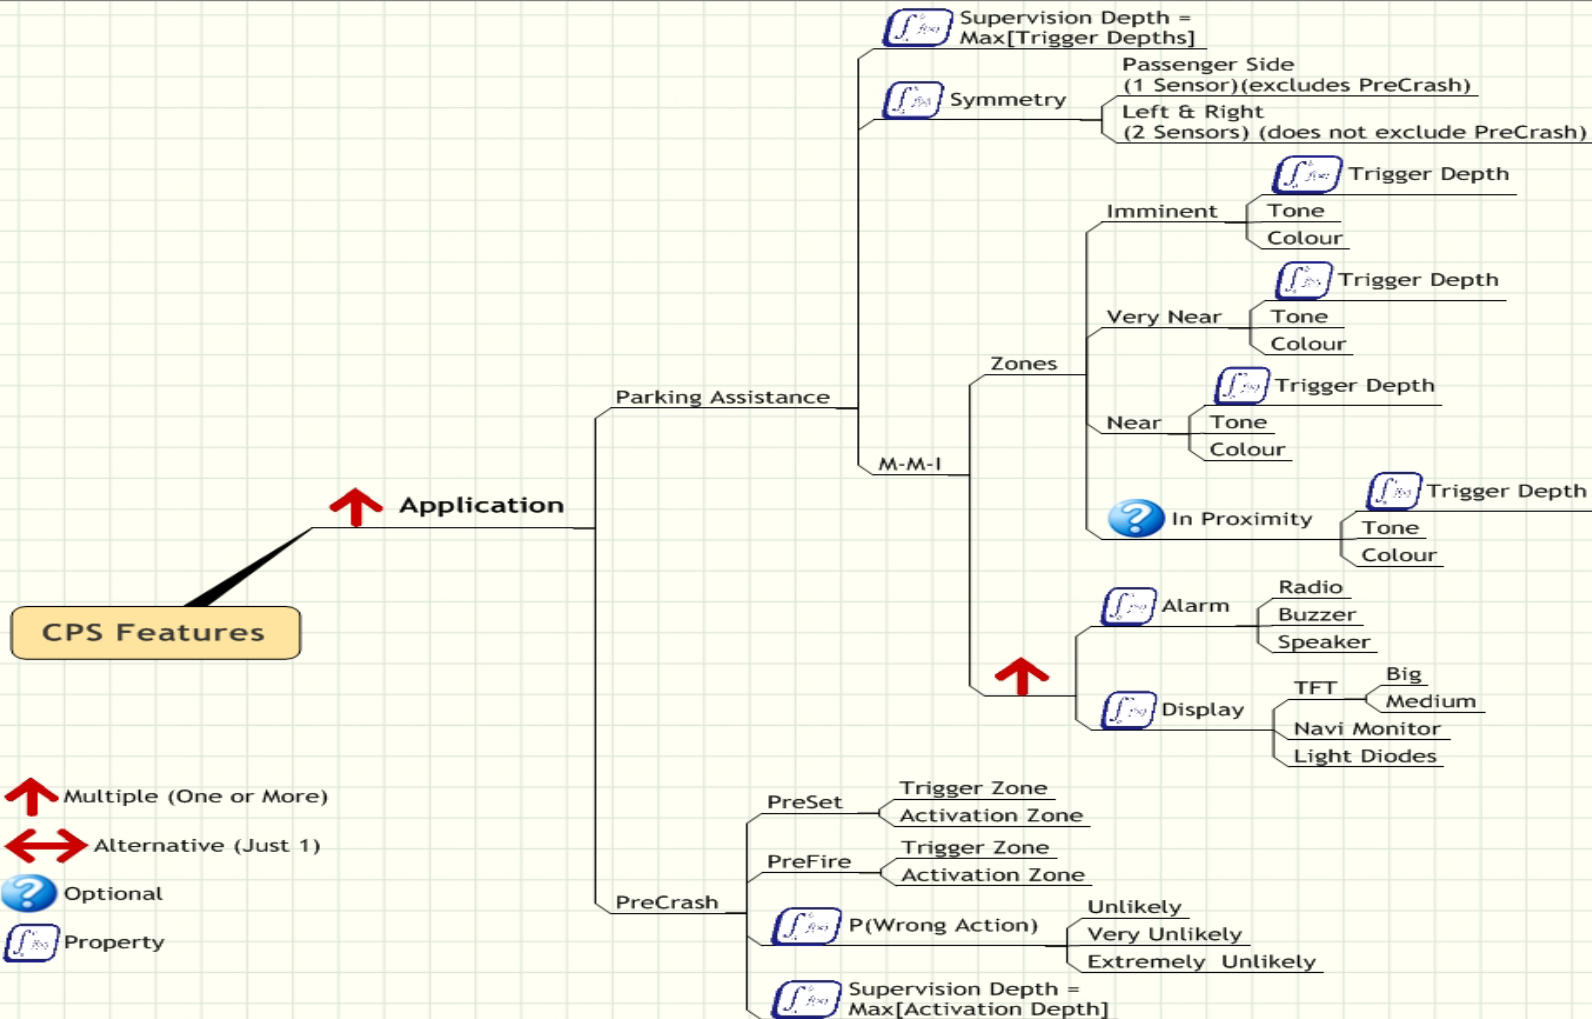 Supervision Depth =
Max[Trigger Depths]
Symmetry
Passenger Side
(1 Sensor)(excludes PreCrash)
Left & Right
(2 Sensors) (does not exclude PreCrash)
Imminent
Trigger Depth
Tone
Colour
Very Near
Trigger Depth
Tone
Colour
Zones
Near
Trigger Depth
Tone
Colour
Parking Assistance
M-M-I
In Proximity
Trigger Depth
Tone
Colour
Application
CPS Features
Alarm
Radio
Buzzer
Speaker
Display
TFT
Big
Medium
Navi Monitor
Light Diodes
PreCrash
PreSet
Trigger Zone
Activation Zone
PreFire
Trigger Zone
Activation Zone
P(Wrong Action)
Unlikely
Very Unlikely
Extremely Unlikely
Supervision Depth =
Max[Activation Depth]
Multiple (One or More)
Alternative (Just 1)
Optional
Property